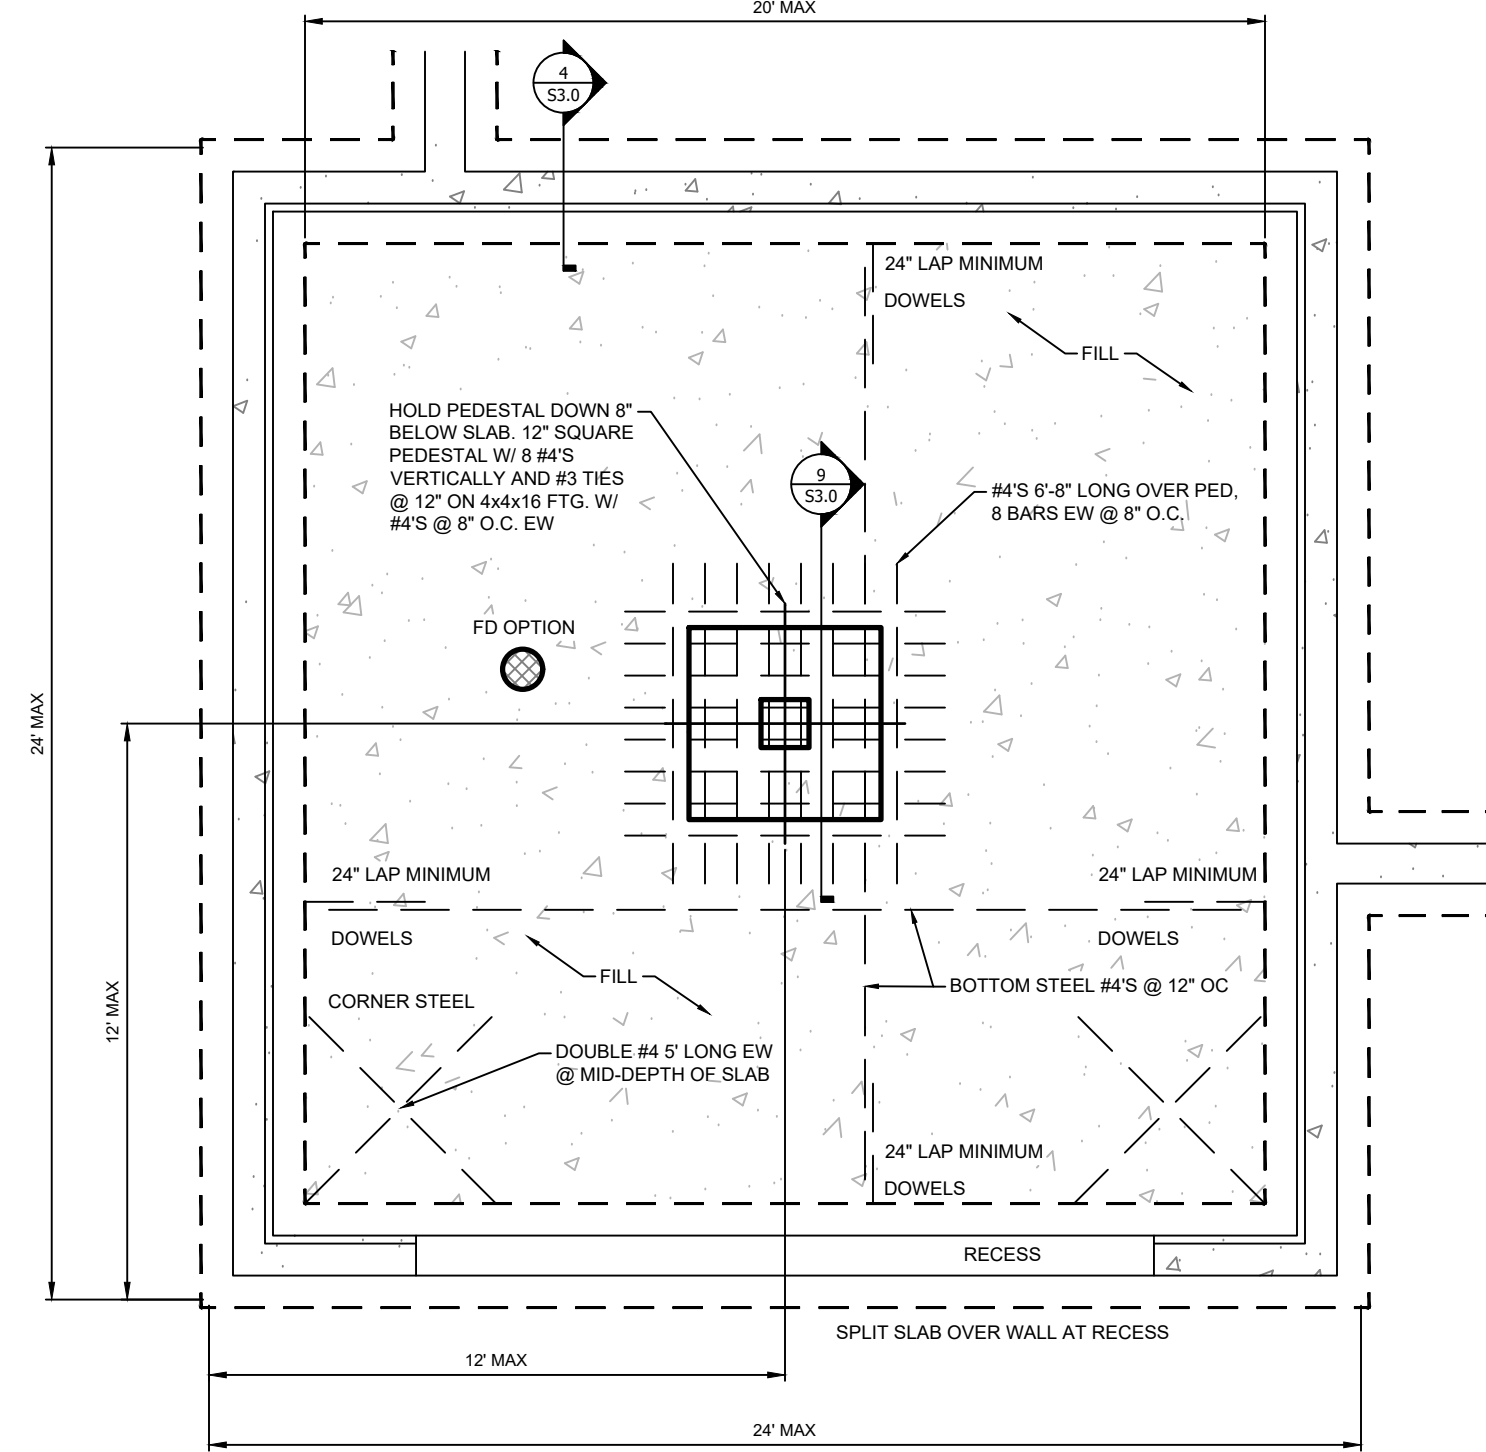 20' MAX
4
S3.0
24" LAP MINIMUM
DOWELS
FILL
HOLD PEDESTAL DOWN 8"
BELOW SLAB. 12" SQUARE
PEDESTAL W/ 8 #4'S
VERTICALLY AND #3 TIES
@ 12" ON 4x4x16 FTG. W/
#4'S @ 8" O.C. EW
9
S3.0
#4'S 6'-8" LONG OVER PED,
8 BARS EW @ 8" O.C.
FD OPTION
24' MAX
24" LAP MINIMUM
24" LAP MINIMUM
DOWELS
DOWELS
FILL
BOTTOM STEEL #4'S @ 12" OC
CORNER STEEL
12' MAX
DOUBLE #4 5' LONG EW
@ MID-DEPTH OF SLAB
24" LAP MINIMUM
DOWELS
RECESS
SPLIT SLAB OVER WALL AT RECESS
12' MAX
24' MAX